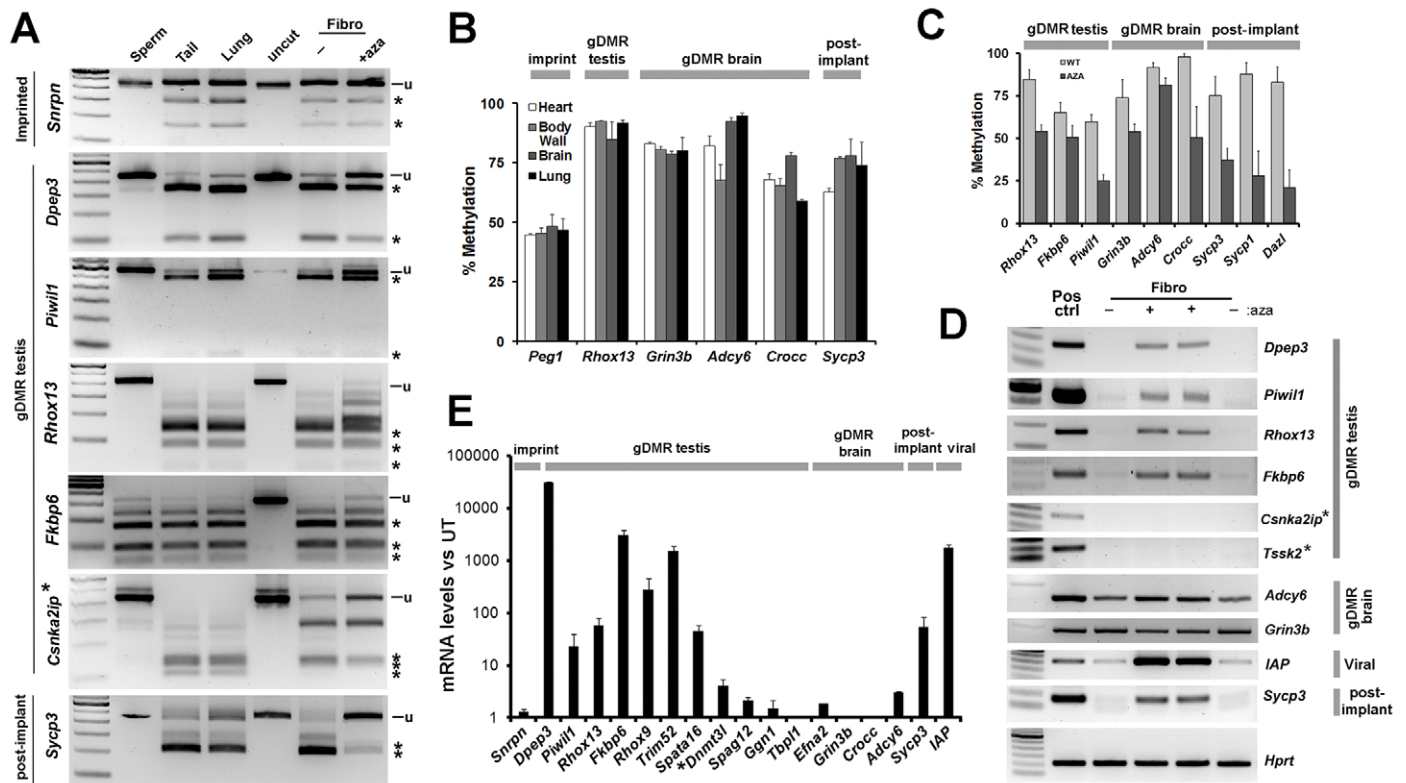 A
Fibro
Sperm
Tail
Lung
uncut
–
+aza
Imprinted
Snrpn
u
*
*
gDMR testis
Dpep3
u
*
*
Piwil1
u
*
*
Rhox13
u
*
*
*
Fkbp6
u
*
*
*
*
Csnka2ip
u
*
*
*
post-implant
Sycp3
u
*
*
B
imprint
gDMR
testis
gDMR brain
post-
implant
% Methylation
100
75
50
25
0
Heart
Body
Wall
Brain
Lung
Peg1 Rhox13 Grin3b Adcy6 Crocc Sycp3
C
gDMR testis gDMR brain post-implant
% Methylation
100
75
50
25
0
WT
AZA
Rhox13
Fkbp6
Piwil1
Grin3b
Adcy6
Crocc
Sycp3
Sycp1
Dazl
D
Pos
ctrl
Fibro
– + + – :aza
Dpep3
Piwil1
Rhox13
Fkbp6
Csnka2ip*
Tssk2*
gDMR testis
Adcy6
Grin3b
gDMR
brain
IAP
Viral
Sycp3
post-
implant
Hprt
E
imprint
gDMR testis
gDMR
brain
post-
implant
viral
mRNA levels vs UT
100000
10000
1000
100
10
1
Snrpn
Dpep3
Piwil1
Rhox13
Fkbp6
Rhox9
Trim52
Spata16
*Dnmt3l
Spag12
Ggn1
Tbpl1
Efna2
Grin3b
Crocc
Adcy6
Sycp3
IAP